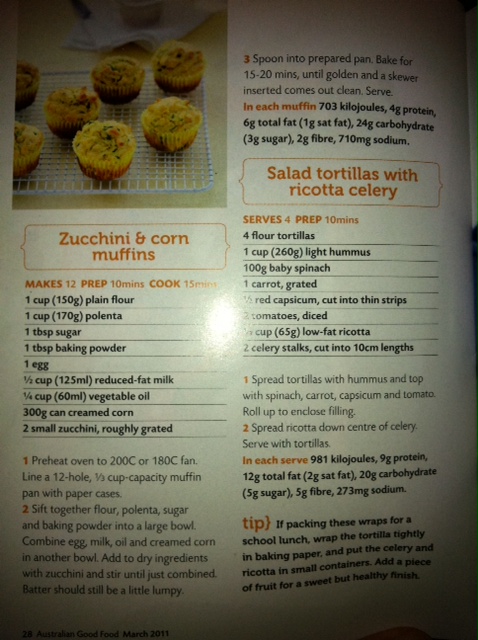 Zucchini & corn
muffins
MAKES 12 PREP 10mins COOK 15mins
1 cup (150g) plain flour
1 cup (170g) polenta
1 tbsp sugar
1 tbsp baking powder
1 egg
½ cup (125ml) reduced-fat milk
¼ cup (60ml) vegetable oil
300g can creamed corn
2 small zucchini, roughly grated
1 Preheat oven to 200C or 180C fan.
Line a 12-hole, ⅓ cup-capacity muffin
pan with paper cases.
2 Sift together flour, polenta, sugar
and baking powder into a large bowl.
Combine egg, milk, oil and creamed corn
in another bowl. Add to dry ingredients
with zucchini and stir until just combined.
Batter should still be a little lumpy.
3 Spoon into prepared pan. Bake for
15-20 mins, until golden and a skewer
inserted comes out clean. Serve.
In each muffin 703 kilojoules, 4g protein,
6g total fat (1g sat fat), 24g carbohydrate
(3g sugar), 2g fibre, 710mg sodium.
Salad tortillas with
ricotta celery
SERVES 4 PREP 10mins
4 flour tortillas
1 cup (260g) light hummus
100g baby spinach
1 carrot, grated
red capsicum, cut into thin strips
2 tomatoes, diced
cup (65g) low-fat ricotta
2 celery stalks, cut into 10cm lengths
1 Spread tortillas with hummus and top
with spinach, carrot, capsicum and tomato.
Roll up to enclose filling.
2 Spread ricotta down centre of celery.
Serve with tortillas.
In each serve 981 kilojoules, 9g protein,
12g total fat (2g sat fat), 20g carbohydrate
(5g sugar), 5g fibre, 273mg sodium.
tip} If packing these wraps for a
school lunch, wrap the tortilla tightly
in baking paper, and put the celery and
ricotta in small containers. Add a piece
of fruit for a sweet but healthy finish.
28 Australian Good Food March 2011